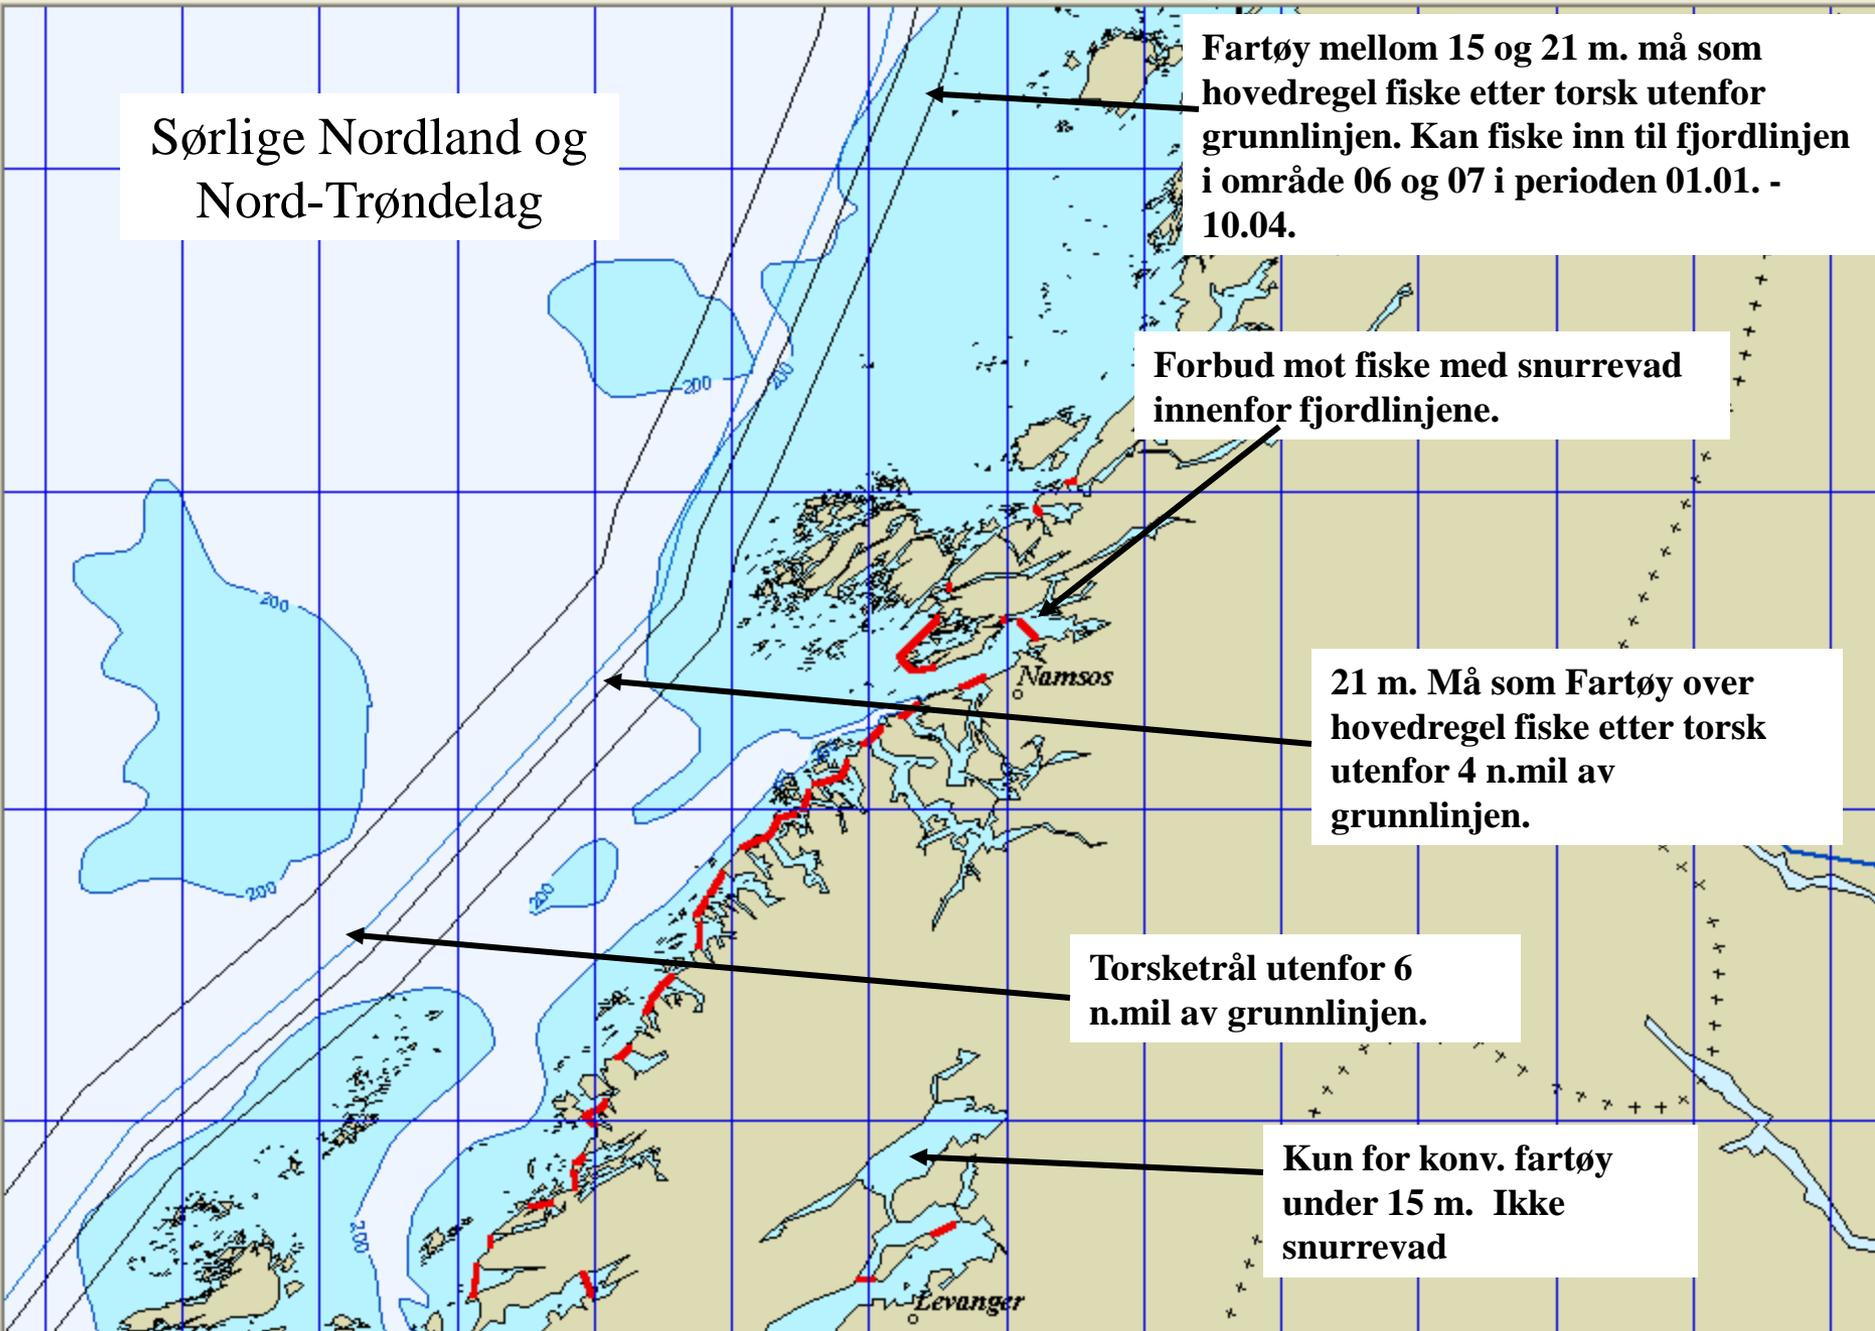 Sørlige Nordland og
Nord-Trøndelag
Fartøy mellom 15 og 21 m. må som
hovedregel fiske etter torsk utenfor
grunnlinjen. Kan fiske inn til fjordlinjen
i område 06 og 07 i perioden 01.01. -
10.04.
Forbud mot fiske med snurrevad
innenfor fjordlinjene.
200
200
200
Namsos
21 m. Må som Fartøy over
hovedregel fiske etter torsk
utenfor 4 n.mil av
grunnlinjen.
200
200
Torsketrål utenfor 6
n.mil av grunnlinjen.
Kun for konv. fartøy
under 15 m.  Ikke
snurrevad
200
Levanger